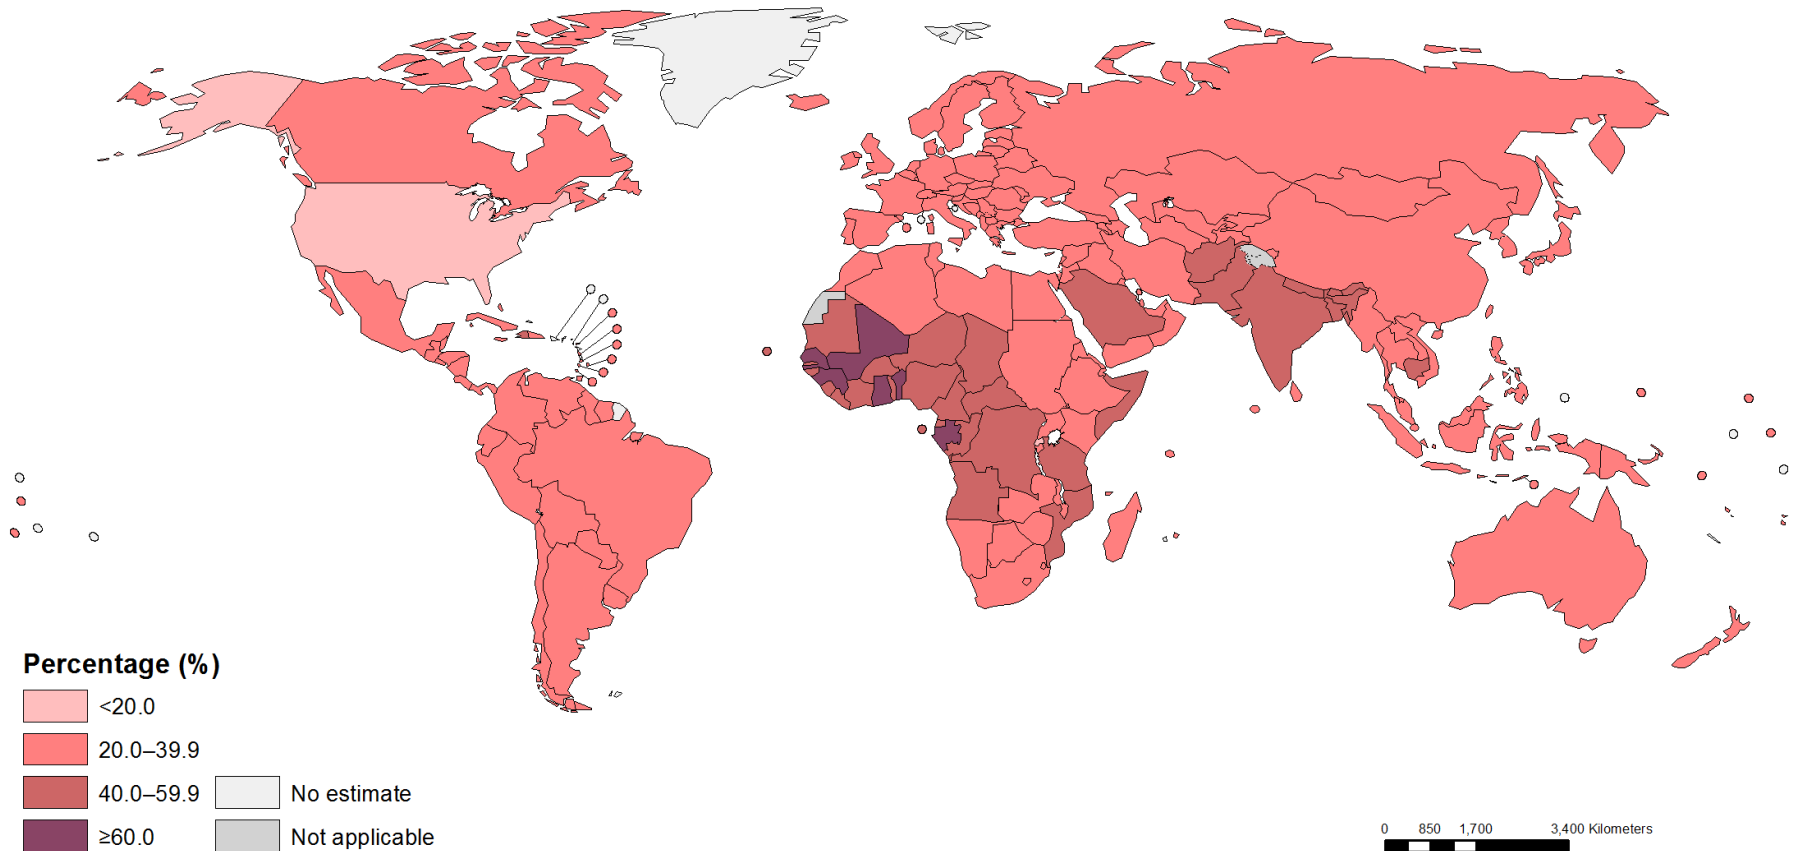 Percentage (%)
<20.0
20.0–39.9
40.0–59.9
≥60.0
No estimate
Not applicable
0 850 1,700 3,400 Kilometers